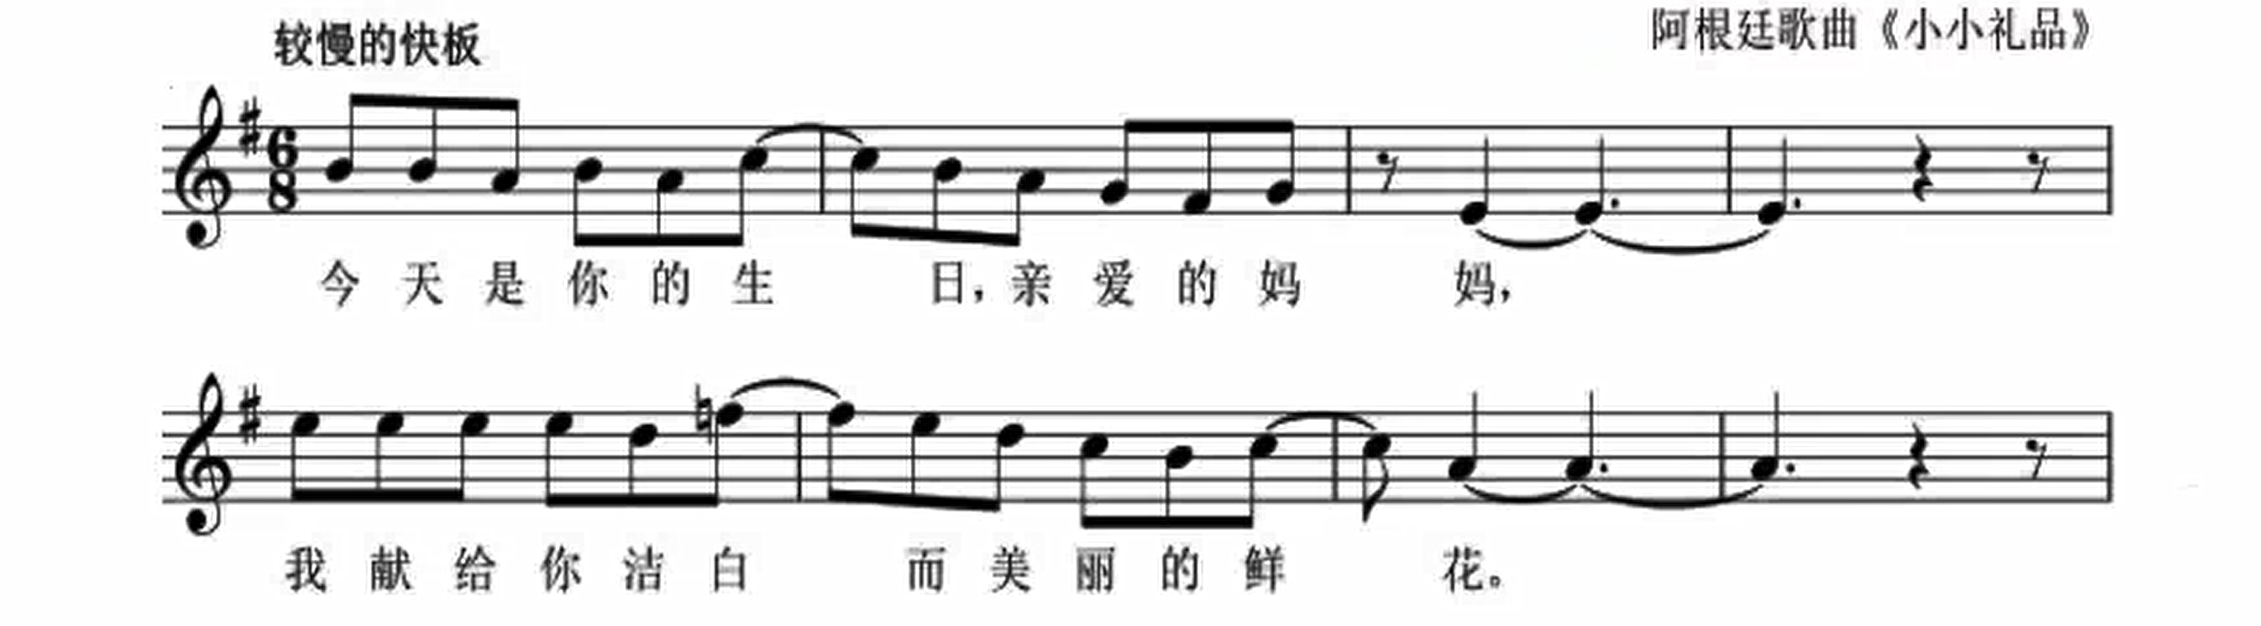 较慢的快板
阿根廷歌曲《小小礼品》
6
8
今天是你的生日，亲爱的妈妈，
我献给你洁白而美丽的鲜花。